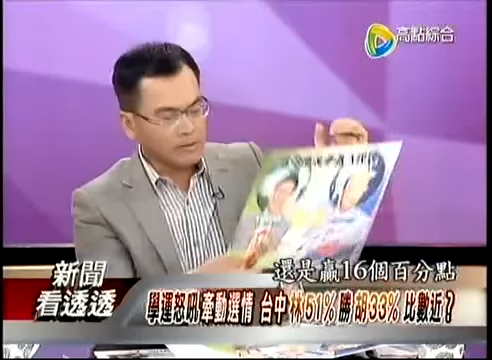 高點綜合
還是贏16個百分點
新聞
看透透
學運怒吼牽動選情 台中 林51% 勝 胡33% 比數近？